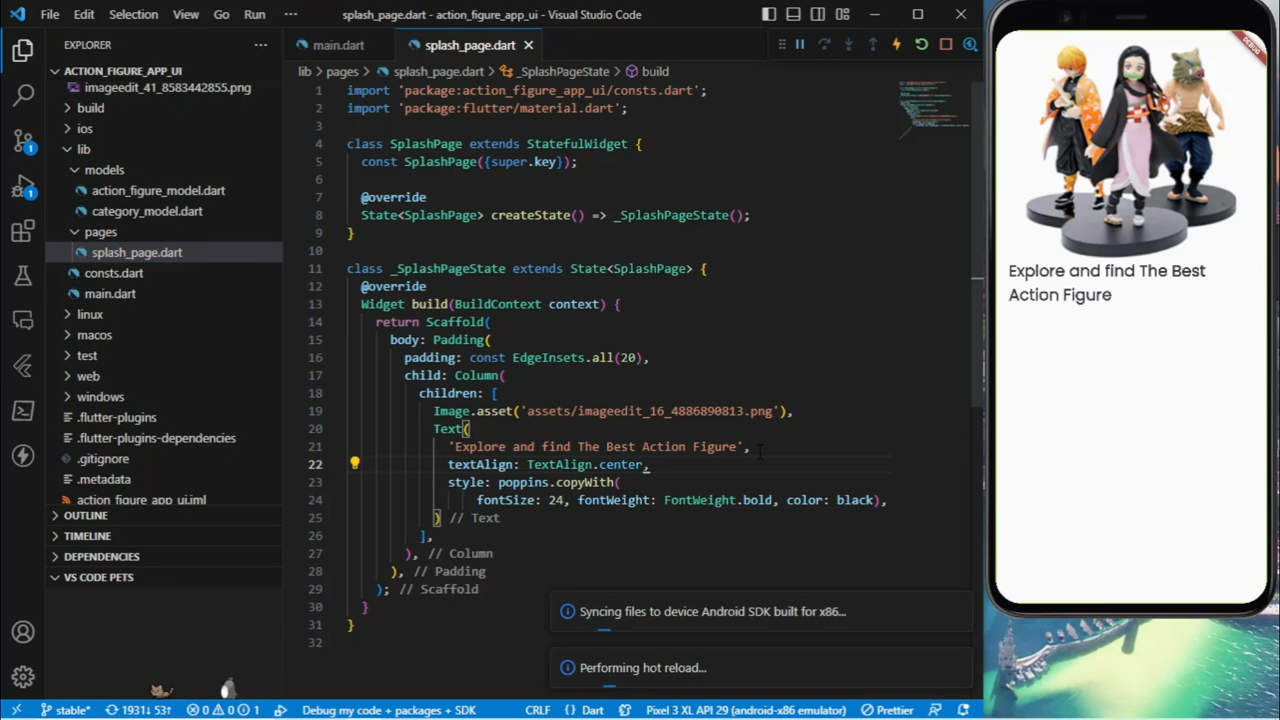 File Edit Selection View Go Run ··· splash_page.dart - action_figure_app_ui - Visual Studio Code
EXPLORER ···
ACTION_FIGURE_APP_UI
imageedit_41_8583442855.png
build
ios
lib
models
action_figure_model.dart
category_model.dart
pages
splash_page.dart
consts.dart
main.dart
linux
macos
test
web
windows
.flutter-plugins
.flutter-plugins-dependencies
.gitignore
.metadata
action_figure_app_ui.iml
OUTLINE
TIMELINE
DEPENDENCIES
VS CODE PETS
1
1
main.dart splash_page.dart
lib > pages > splash_page.dart > _SplashPageState > build
1 import 'package:action_figure_app_ui/consts.dart';
2 import 'package:flutter/material.dart';
3
4 class SplashPage extends StatefulWidget {
5 const SplashPage({super.key});
6
7 @override
8 State<SplashPage> createState() => _SplashPageState();
9 }
10
11 class _SplashPageState extends State<SplashPage> {
12 @override
13 Widget build(BuildContext context) {
14 return Scaffold(
15 body: Padding(
16 padding: const EdgeInsets.all(20),
17 child: Column(
18 children: [
19 Image.asset('assets/imageedit_16_4886890813.png'),
20 Text(
21 'Explore and find The Best Action Figure',
22 textAlign: TextAlign.center,
23 style: poppins.copyWith(
24 fontSize: 24, fontWeight: FontWeight.bold, color: black),
25 ) // Text
26 ],
27 ), // Column
28 ), // Padding
29 ); // Scaffold
30 }
31 }
32
Syncing files to device Android SDK built for x86...
Performing hot reload...
stable* 1931↓ 53↑ 0 0 1 Debug my code + packages + SDK CRLF {} Dart Pixel 3 XL API 29 (android-x86 emulator) Prettier
DEBUG
Explore and find The Best
Action Figure